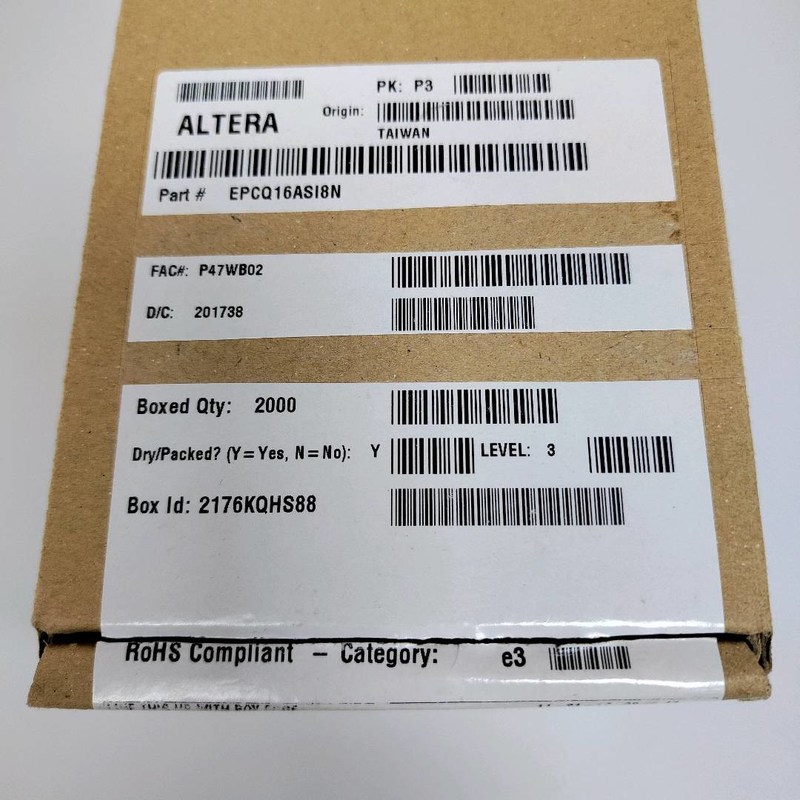 PK: P3
ALTERA
Origin:
TAIWAN
Part # EPCQ16ASI8N
FAC#: P47WB02
D/C: 201738
Boxed Qty: 2000
Dry/Packed? (Y=Yes, N=No): Y LEVEL: 3
Box Id: 2176KQHS88
RoHS Compliant – Category: e3